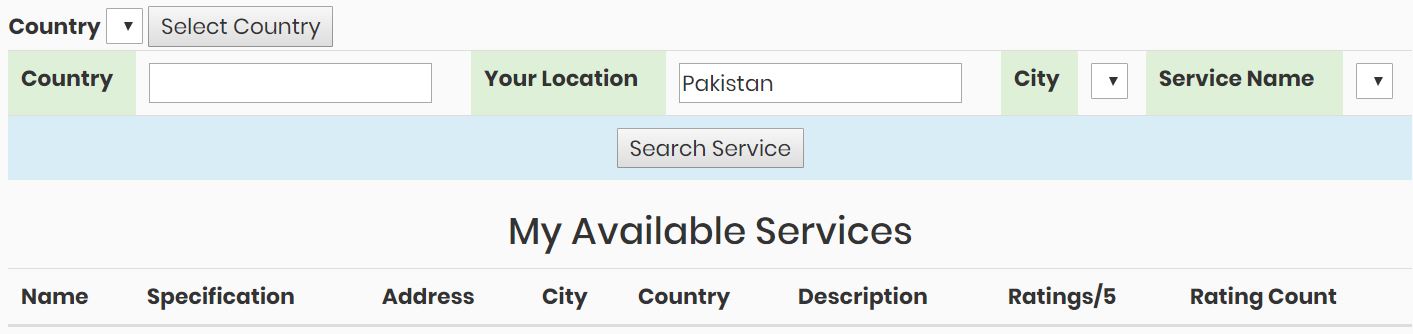 Country Select Country
Country Your Location Pakistan City Service Name
Search Service
My Available Services
Name Specification Address City Country Description Ratings/5 Rating Count